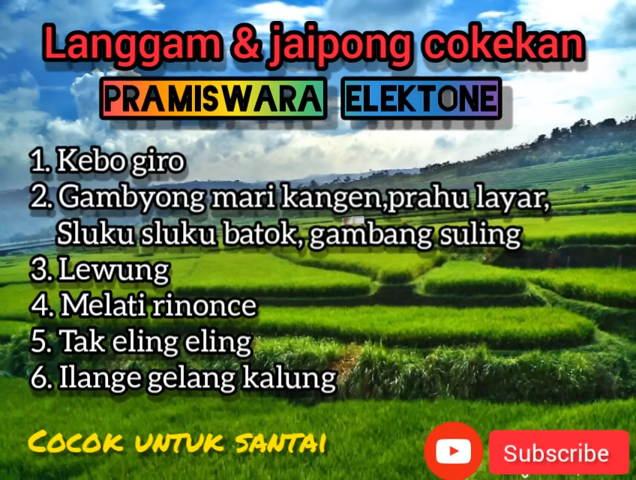 Langgam & jaipong cokekan
PRAMISWARA ELEKTONE
1. Kebo giro
2. Gambyong mari kangen,prahu layar,
Sluku sluku batok, gambang suling
3. Lewung
4. Melati rinonce
5. Tak eling eling
6. Ilange gelang kalung
Cocok untuk santai
Subscribe